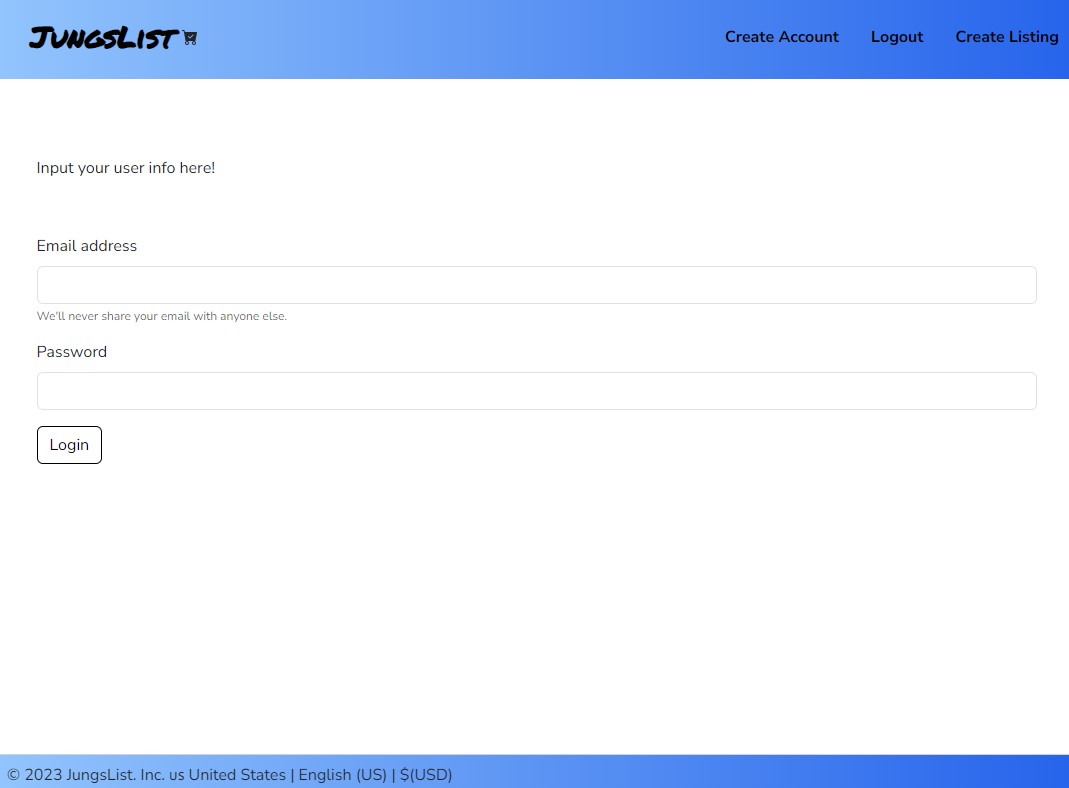 JungsList
Create Account Logout Create Listing
Input your user info here!
Email address
We'll never share your email with anyone else.
Password
Login
© 2023 JungsList. Inc. us United States | English (US) | $(USD)